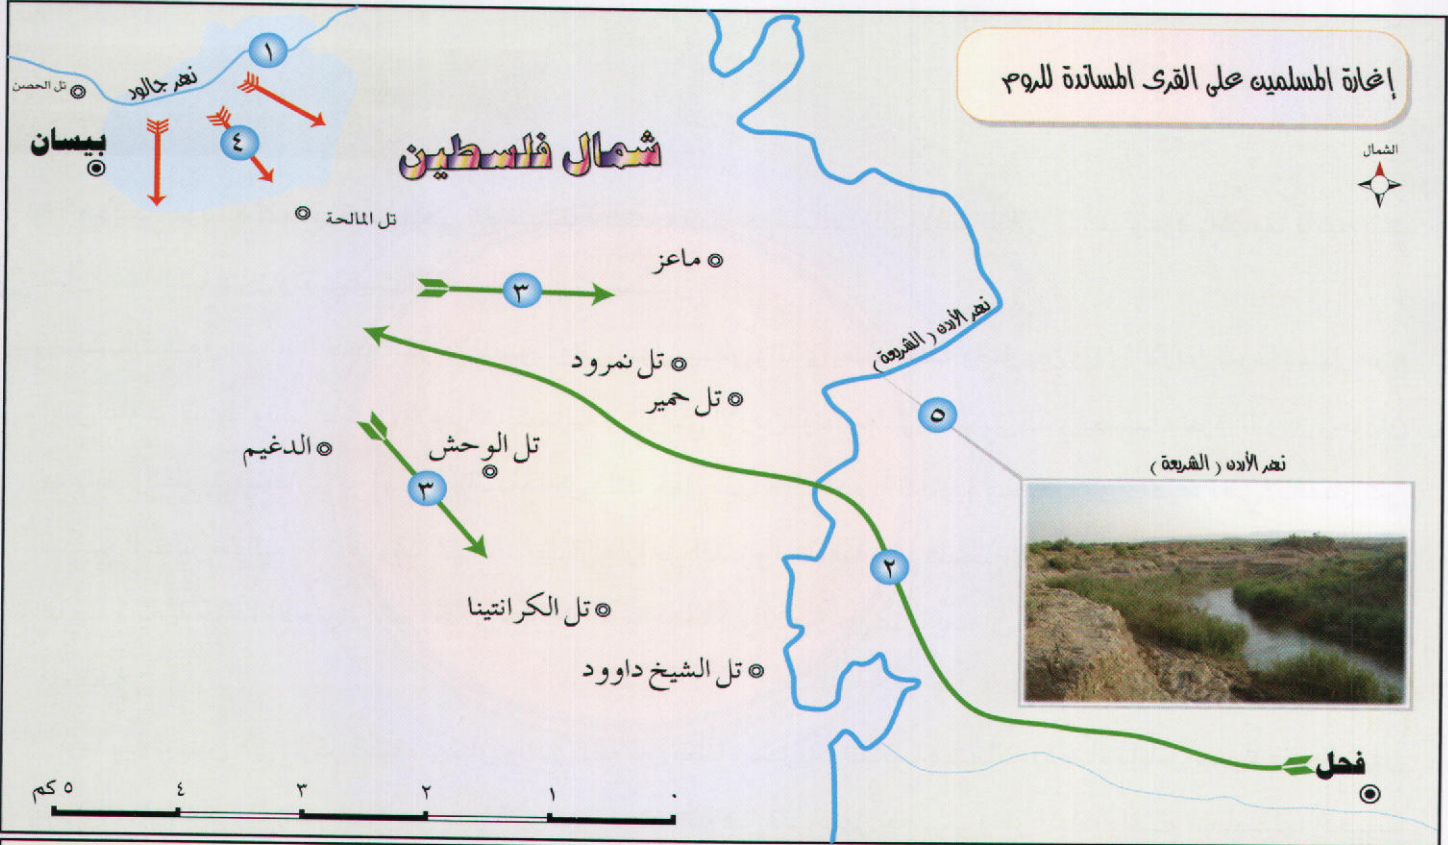 إغارة المسلمين على القرى المساندة للروم
الشمال
١
نهر جالود
تل الحصن
٤
بيسان
شمال فلسطين
تل المالحة
ماعز
٣
نهر الأردن (الشريعة)
تل نمرود
تل حمير
٥
تل الوحش
الدغيم
٣
نهر الأردن (الشريعة)
٢
تل الكرانتينا
تل الشيخ داوود
فحل
٠ ١ ٢ ٣ ٤ ٥ كم